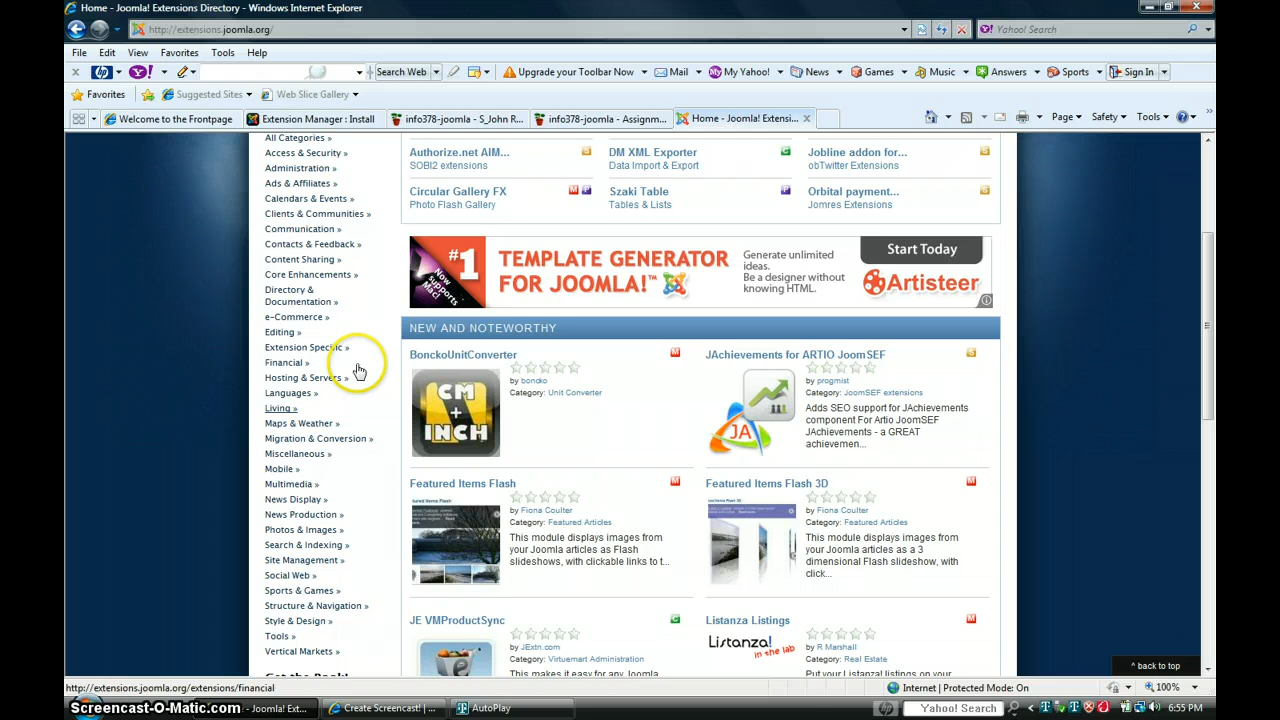 Home - Joomla! Extensions Directory - Windows Internet Explorer
http://extensions.joomla.org/
Yahoo! Search
File Edit View Favorites Tools Help
Search Web
Upgrade your Toolbar Now
Mail
My Yahoo!
News
Games
Music
Answers
Sports
Sign In
Favorites
Suggested Sites
Web Slice Gallery
Welcome to the Frontpage
Extension Manager : Install
info378-joomla - S_John R...
info378-joomla - Assignm...
Home - Joomla! Extensi...
Page
Safety
Tools
All Categories »
Access & Security »
Administration »
Ads & Affiliates »
Calendars & Events »
Clients & Communities »
Communication »
Contacts & Feedback »
Content Sharing »
Core Enhancements »
Directory &
Documentation »
e-Commerce »
Editing »
Extension Specific »
Financial »
Hosting & Servers »
Languages »
Living »
Maps & Weather »
Migration & Conversion »
Miscellaneous »
Mobile »
Multimedia »
News Display »
News Production »
Photos & Images »
Search & Indexing »
Site Management »
Social Web »
Sports & Games »
Structure & Navigation »
Style & Design »
Tools »
Vertical Markets »
Authorize.net AIM...
SOBI2 extensions
S
DM XML Exporter
Data Import & Export
C
Jobline addon for...
obTwitter Extensions
S
Circular Gallery FX
Photo Flash Gallery
M P
Szaki Table
Tables & Lists
P
Orbital payment...
Jomres Extensions
S
#1
Now supports Mac!
TEMPLATE GENERATOR
FOR JOOMLA!™
Generate unlimited
ideas.
Be a designer without
knowing HTML.
Start Today
Artisteer
NEW AND NOTEWORTHY
BonckoUnitConverter
M
by boncko
Category: Unit Converter
CM
+
INCH
JAchievements for ARTIO JoomSEF
S
by progmist
Category: JoomSEF extensions
Adds SEO support for JAchievements
component For Artio JoomSEF
JAchievements - a GREAT
achievemen...
JA
Featured Items Flash
M
by Fiona Coulter
Category: Featured Articles
This module displays images from
your Joomla articles as Flash
slideshows, with clickable links to t...
Featured Items Flash 3D
M
by Fiona Coulter
Category: Featured Articles
This module displays images from
your Joomla articles as a 3
dimensional Flash slideshow, with
click...
JE VMProductSync
C
by JExtn.com
Category: Virtuemart Administration
Listanza Listings
M
by R Marshall
Category: Real Estate
Listanza!
in the lab
^ back to top
http://extensions.joomla.org/extensions/financial
Internet | Protected Mode: On
100%
Screencast-O-Matic.com
- Joomla! Ext...
Create Screencast! | ...
AutoPlay
Yahoo! Search
6:55 PM